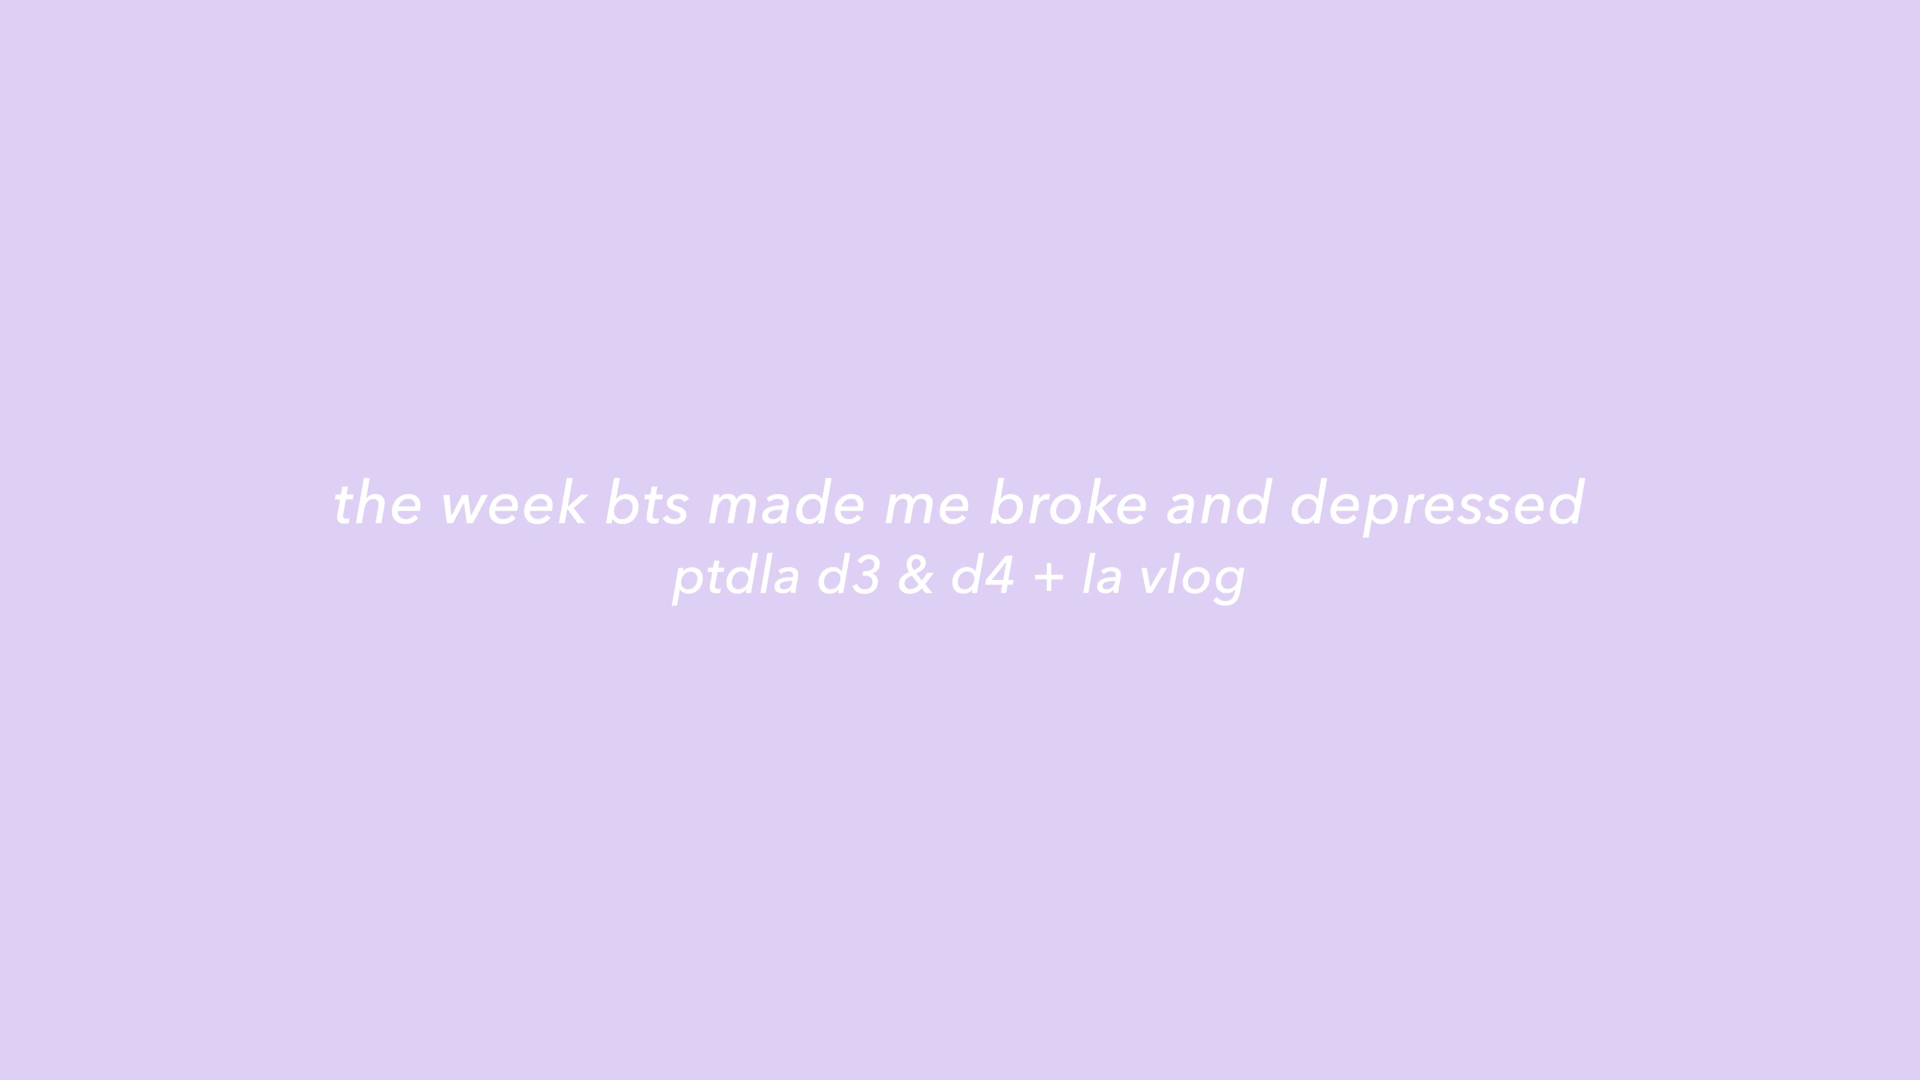 the week bts made me broke and depressed
ptdla d3 & d4 + la vlog